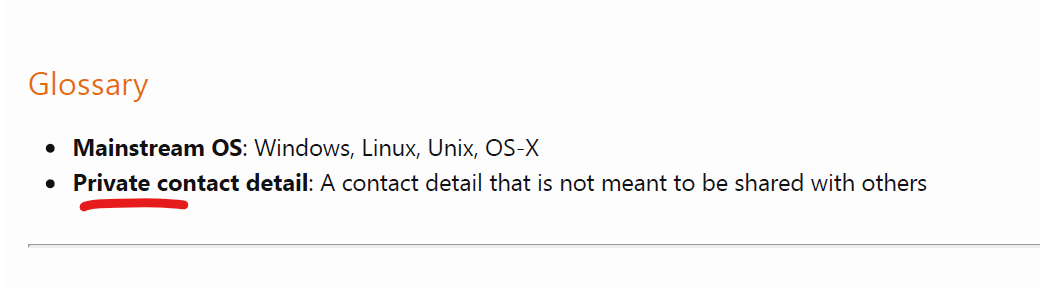 Glossary
Mainstream OS: Windows, Linux, Unix, OS-X
Private contact detail: A contact detail that is not meant to be shared with others